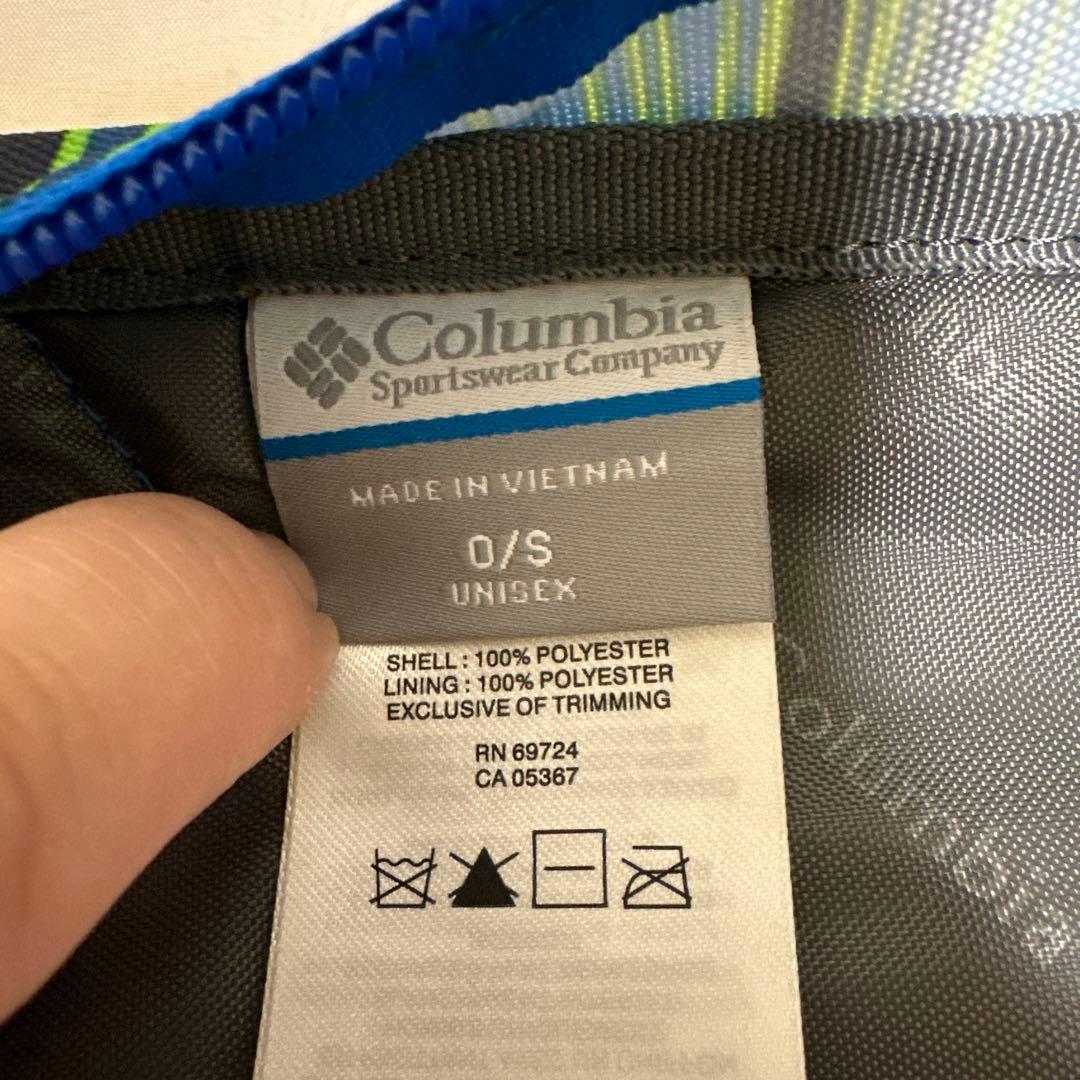 Columbia
Sportswear Company
MADE IN VIETNAM
O/S
UNISEX
SHELL : 100% POLYESTER
LINING : 100% POLYESTER
EXCLUSIVE OF TRIMMING
RN 69724
CA 05367
Columbia